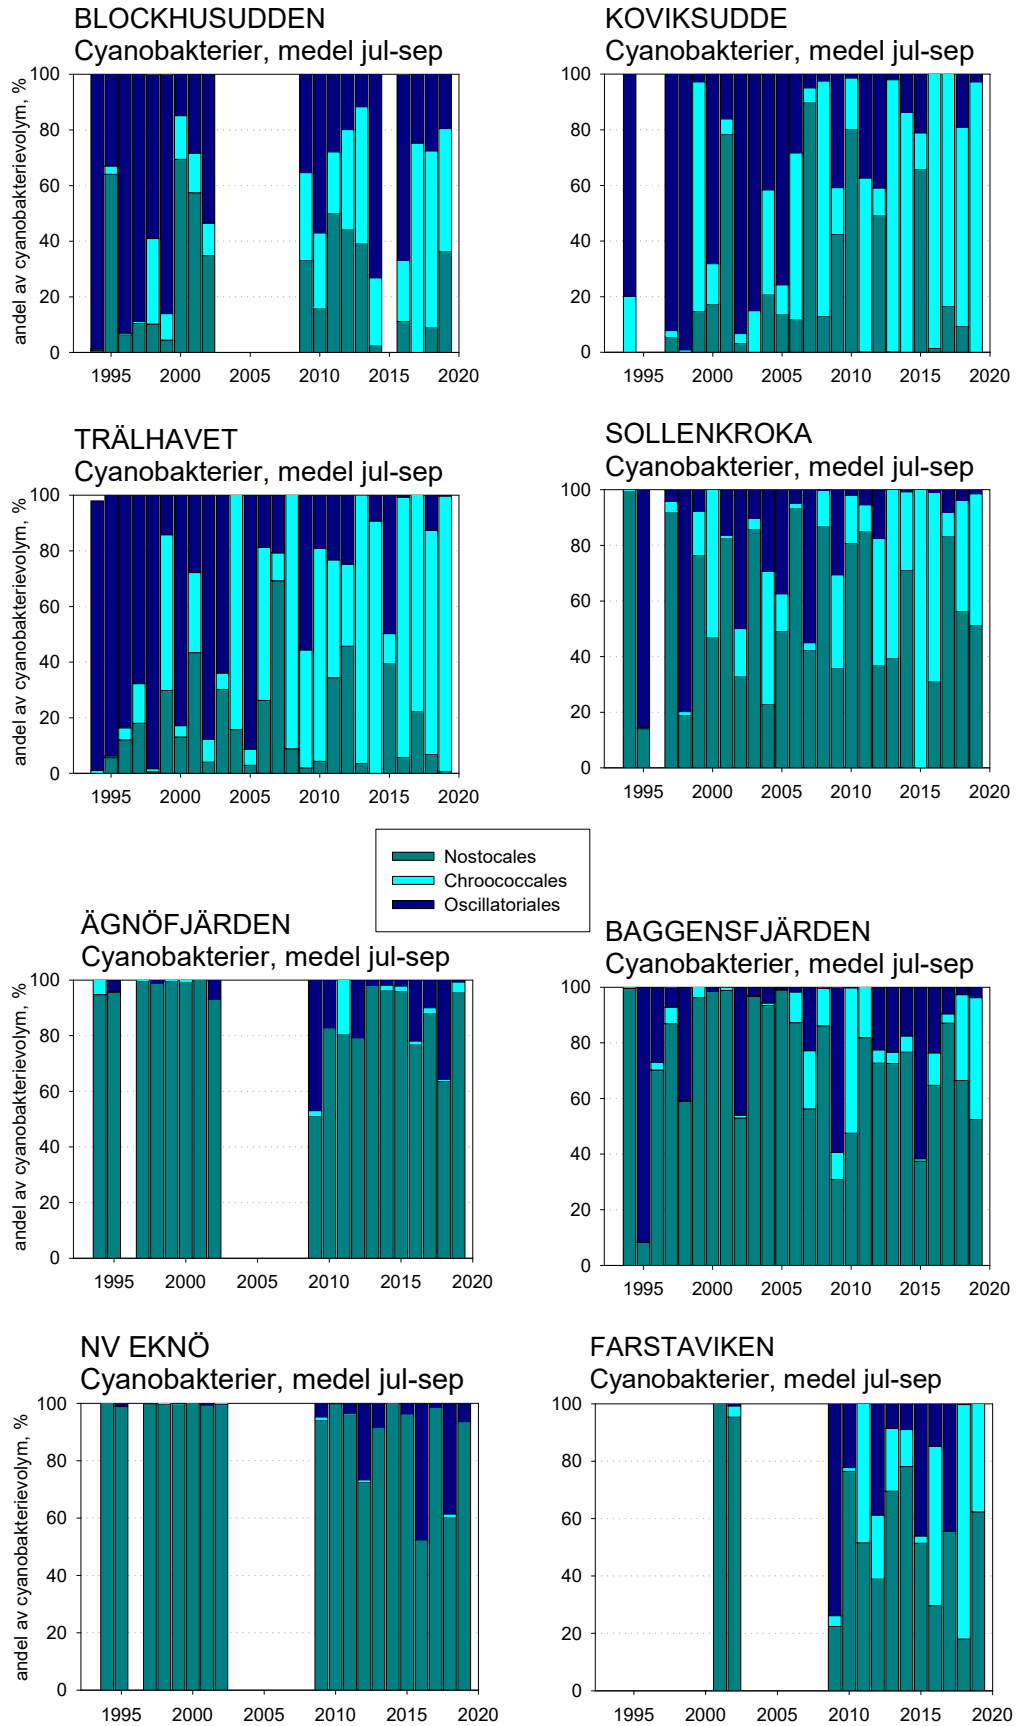 BLOCKHUSUDDEN
Cyanobakterier, medel jul-sep
andel av cyanobakterievolym, %
100
80
60
40
20
0
1995 2000 2005 2010 2015 2020
KOVIKSUDDE
Cyanobakterier, medel jul-sep
100
80
60
40
20
0
1995 2000 2005 2010 2015 2020
TRÄLHAVET
Cyanobakterier, medel jul-sep
andel av cyanobakterievolym, %
100
80
60
40
20
0
1995 2000 2005 2010 2015 2020
SOLLENKROKA
Cyanobakterier, medel jul-sep
100
80
60
40
20
0
1995 2000 2005 2010 2015 2020
Nostocales
Chroococcales
Oscillatoriales
ÄGNÖFJÄRDEN
Cyanobakterier, medel jul-sep
andel av cyanobakterievolym, %
100
80
60
40
20
0
1995 2000 2005 2010 2015 2020
BAGGENSFJÄRDEN
Cyanobakterier, medel jul-sep
100
80
60
40
20
0
1995 2000 2005 2010 2015 2020
NV EKNÖ
Cyanobakterier, medel jul-sep
andel av cyanobakterievolym, %
100
80
60
40
20
0
1995 2000 2005 2010 2015 2020
FARSTAVIKEN
Cyanobakterier, medel jul-sep
100
80
60
40
20
0
1995 2000 2005 2010 2015 2020